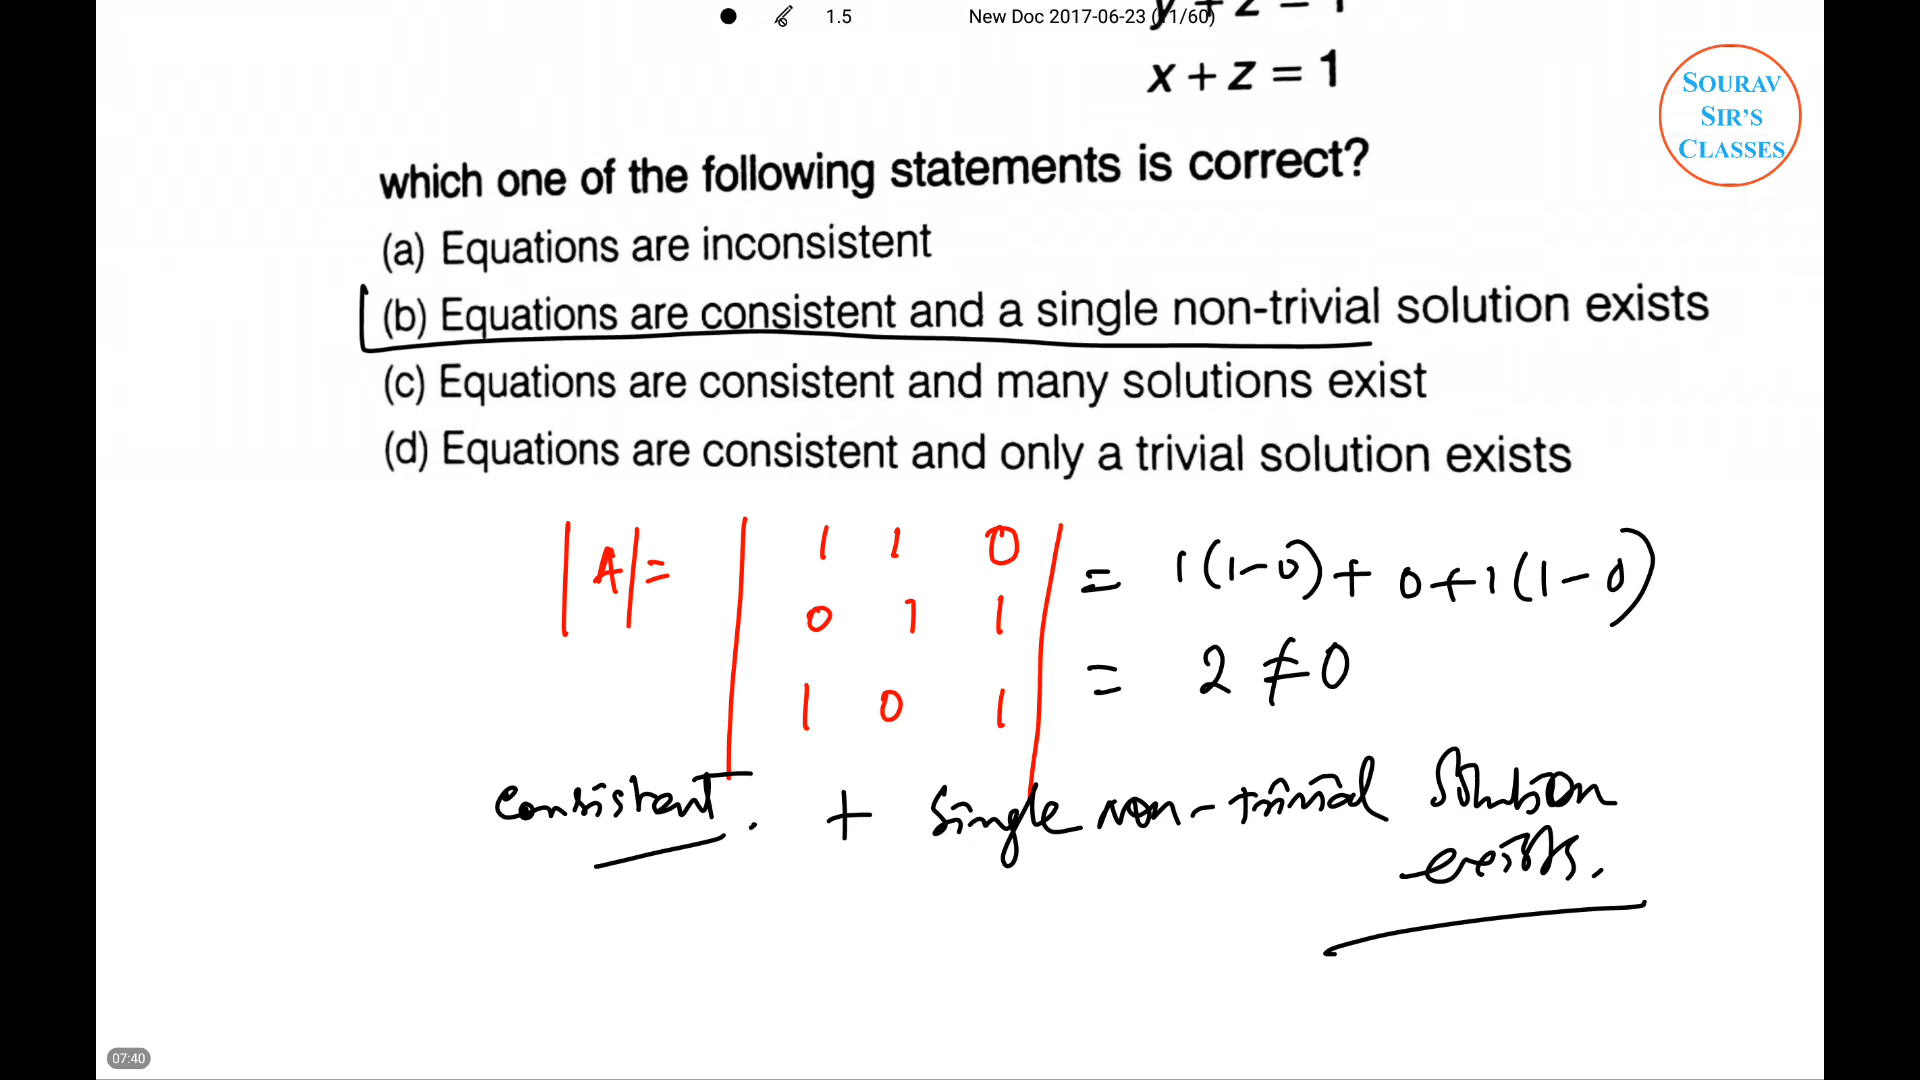 1.5 New Doc 2017-06-23 (11/60)
y + z = 1
x + z = 1
SOURAV
SIR'S
CLASSES
which one of the following statements is correct?
(a) Equations are inconsistent
(b) Equations are consistent and a single non-trivial solution exists
(c) Equations are consistent and many solutions exist
(d) Equations are consistent and only a trivial solution exists
|A| = | 1 1 0 | = 1(1-0) + 0 + 1(1-0)
0 1 1
= 2 ≠ 0
1 0 1
consistent. + single non-trivial solution
exists.
07:40